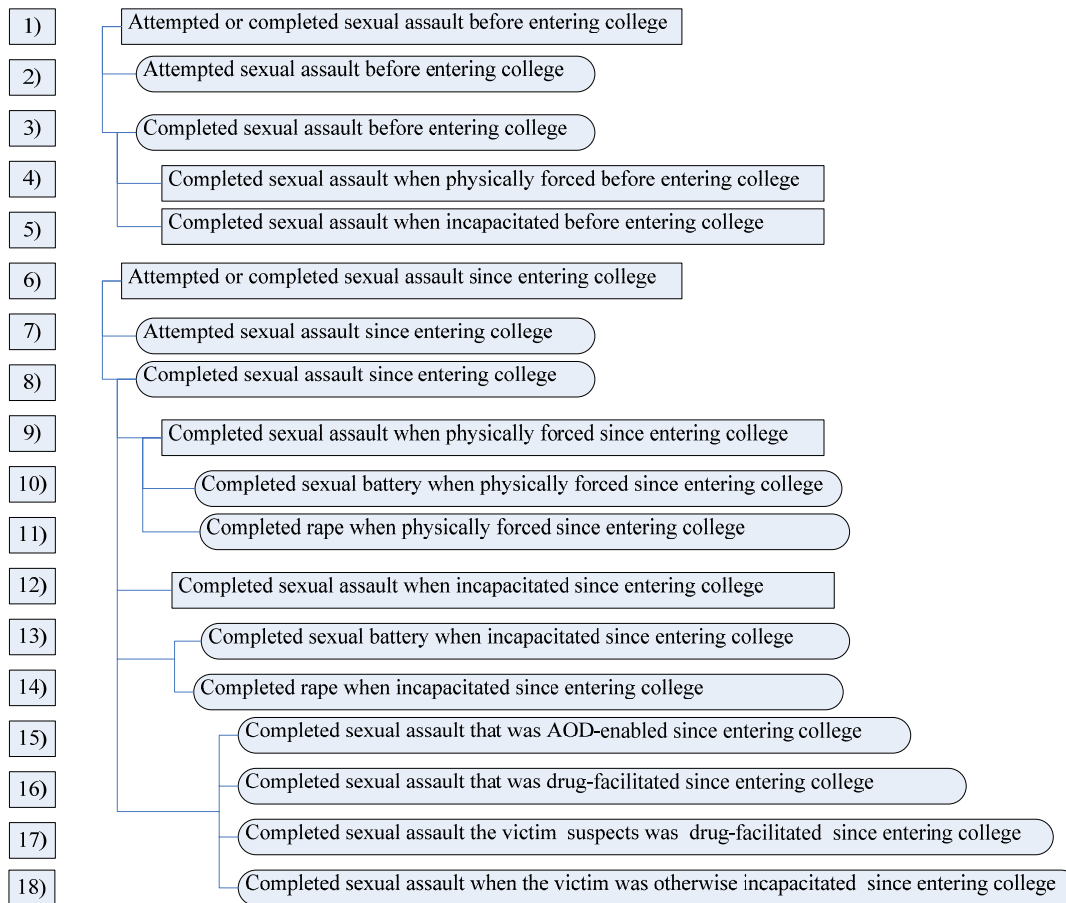 1) Attempted or completed sexual assault before entering college
2) Attempted sexual assault before entering college
3) Completed sexual assault before entering college
4) Completed sexual assault when physically forced before entering college
5) Completed sexual assault when incapacitated before entering college
6) Attempted or completed sexual assault since entering college
7) Attempted sexual assault since entering college
8) Completed sexual assault since entering college
9) Completed sexual assault when physically forced since entering college
10) Completed sexual battery when physically forced since entering college
11) Completed rape when physically forced since entering college
12) Completed sexual assault when incapacitated since entering college
13) Completed sexual battery when incapacitated since entering college
14) Completed rape when incapacitated since entering college
15) Completed sexual assault that was AOD-enabled since entering college
16) Completed sexual assault that was drug-facilitated since entering college
17) Completed sexual assault the victim suspects was drug-facilitated since entering college
18) Completed sexual assault when the victim was otherwise incapacitated since entering college